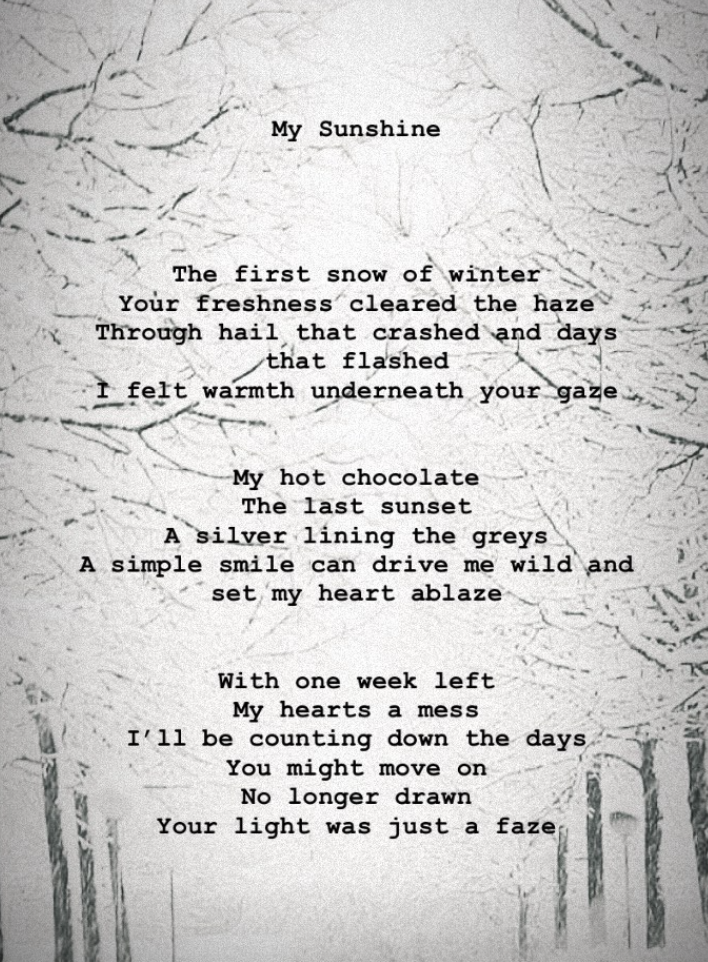 My Sunshine
The first snow of winter
Your freshness cleared the haze
Through hail that crashed and days
that flashed
I felt warmth underneath your gaze
My hot chocolate
The last sunset
A silver lining the greys
A simple smile can drive me wild and
set my heart ablaze
With one week left
My hearts a mess
I’ll be counting down the days
You might move on
No longer drawn
Your light was just a faze